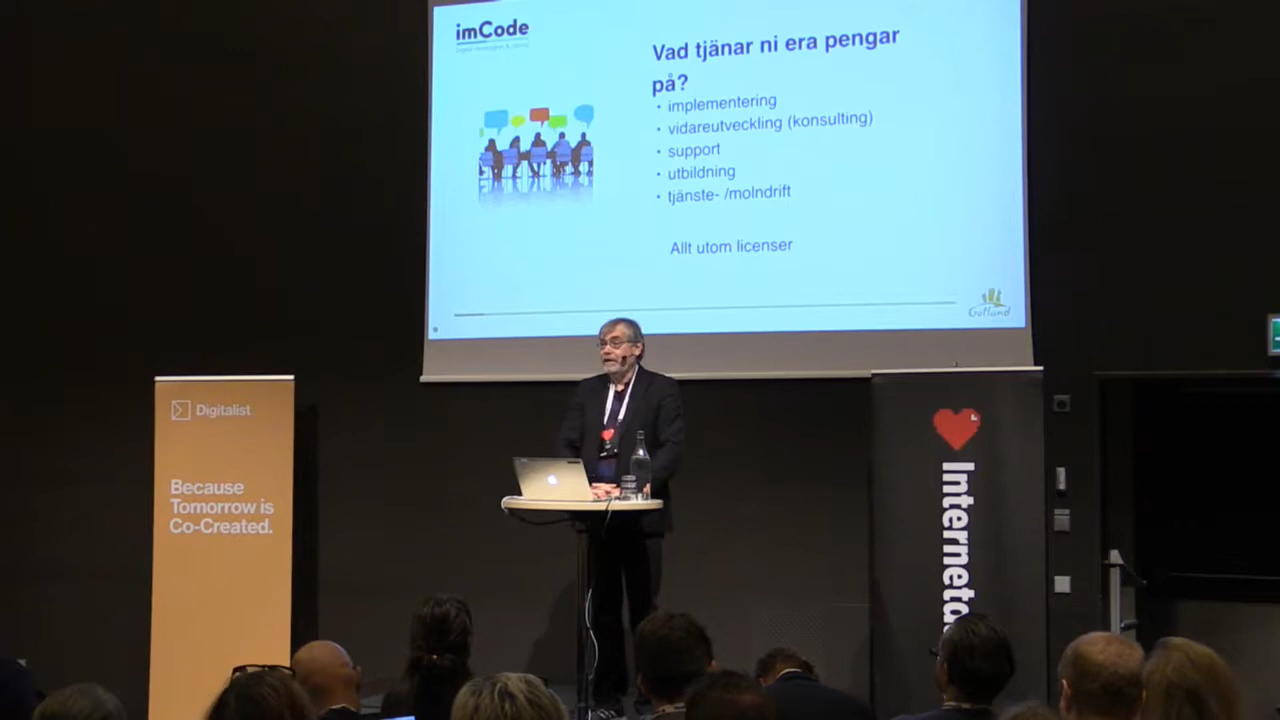 imCode
Vad tjänar ni era pengar
på?
• implementering
• vidareutveckling (konsulting)
• support
• utbildning
• tjänste- /molndrift
Allt utom licenser
Gotland
Digitalist
Because
Tomorrow is
Co-Created.
Internetd